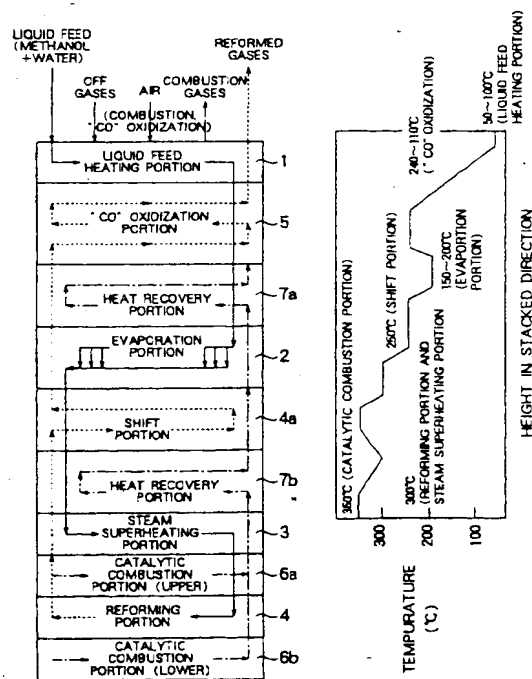 LIQUID FEED
(METHANOL
+WATER)
REFORMED
GASES
OFF
GASES
AIR
COMBUSTION
GASES
(COMBUSTION,
"CO" OXIDIZATION)
LIQUID FEED
HEATING PORTION
1
"CO" OXIDIZATION
PORTION
5
HEAT RECOVERY
PORTION
7a
EVAPORATION
PORTION
2
SHIFT
PORTION
4a
HEAT RECOVERY
PORTION
7b
STEAM
SUPERHEATING
PORTION
3
CATALYTIC
COMBUSTION
PORTION (UPPER)
6a
REFORMING
PORTION
4
CATALYTIC
COMBUSTION
PORTION (LOWER)
6b
350℃ (CATALYTIC COMBUSTION PORTION)
300℃
(REFORMING PORTION AND
STEAM SUPERHEATING PORTION
250℃ (SHIFT PORTION)
150~200℃
(EVAPORTION
PORTION)
240~110℃
("CO" OXIDIZATION)
50~100℃
(LIQUID FEED
HEATING PORTION)
300
200
100
TEMPURATURE
(℃)
HEIGHT IN STACKED DIRECTION